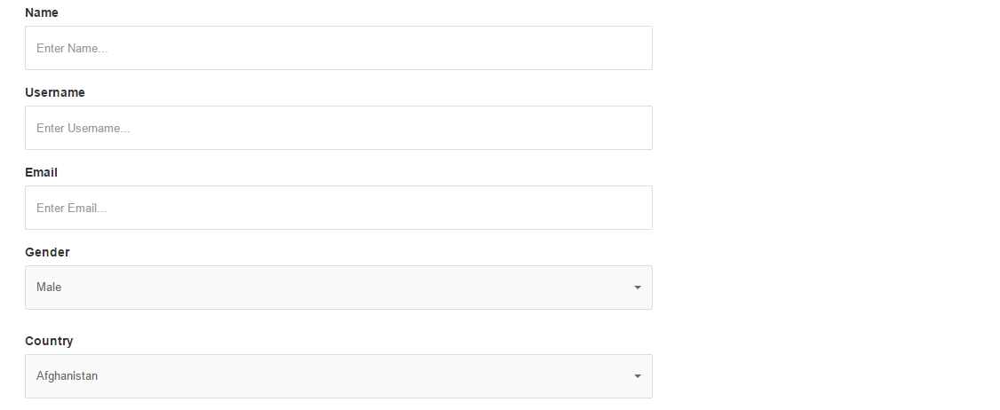 Name
Enter Name...
Username
Enter Username...
Email
Enter Email...
Gender
Male
Country
Afghanistan